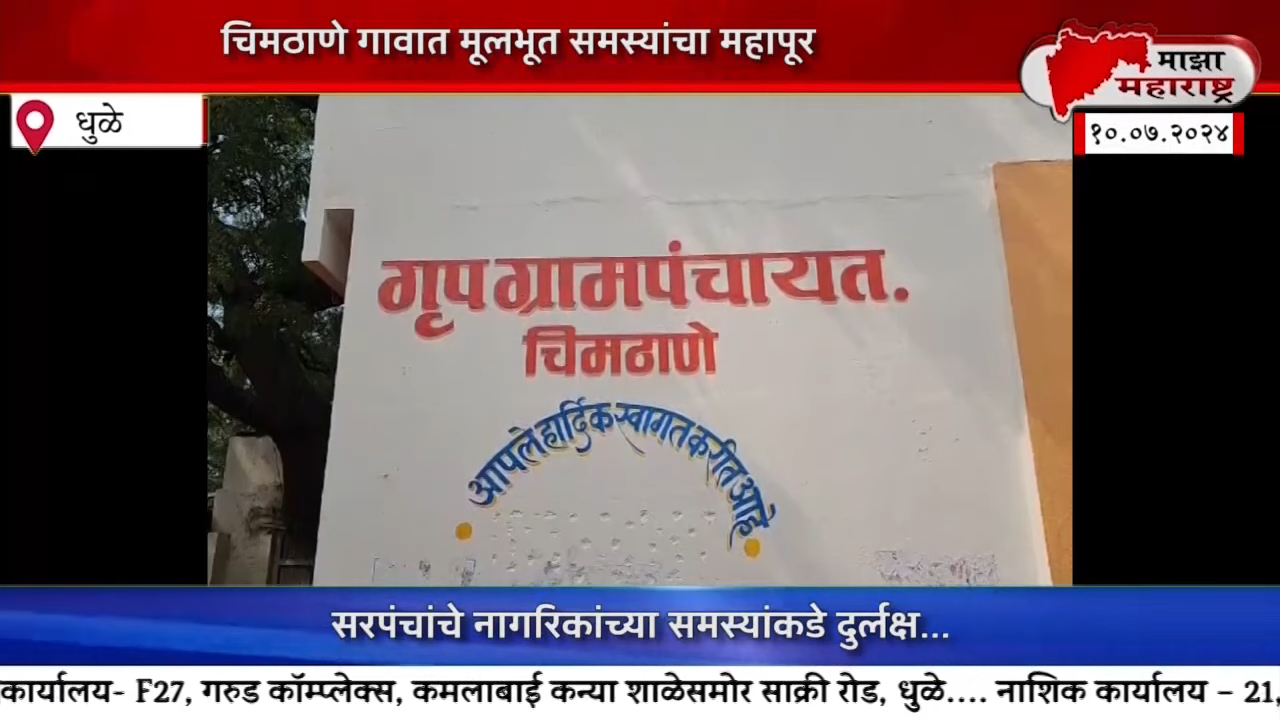 चिमठाणे गावात मूलभूत समस्यांचा महापूर
माझा
महाराष्ट्र
धुळे
१०.०७.२०२४
गृप ग्रामपंचायत.
चिमठाणे
आपले हार्दिक स्वागत करीत आहे
सरपंचांचे नागरिकांच्या समस्यांकडे दुर्लक्ष...
कार्यालय- F27, गरुड कॉम्प्लेक्स, कमलाबाई कन्या शाळेसमोर साक्री रोड, धुळे.... नाशिक कार्यालय – 21,